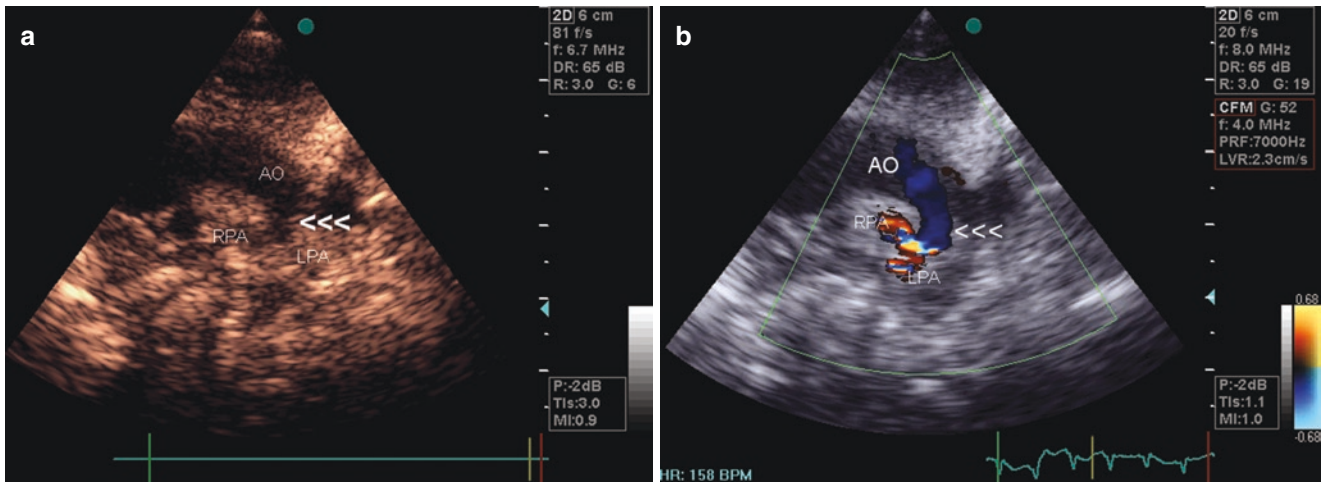 a
2D 6 cm
81 f/s
f: 6.7 MHz
DR: 65 dB
R: 3.0 G: 6
AO
<<<
RPA
LPA
P:-2dB
TIs:3.0
MI:0.9
b
2D 6 cm
20 f/s
f: 8.0 MHz
DR: 65 dB
R: 3.0 G: 19
CFM G: 52
f: 4.0 MHz
PRF:7000Hz
LVR:2.3cm/s
AO
RPA
<<<
LPA
0.68
-0.68
P:-2dB
TIs:1.1
MI:1.0
HR: 158 BPM